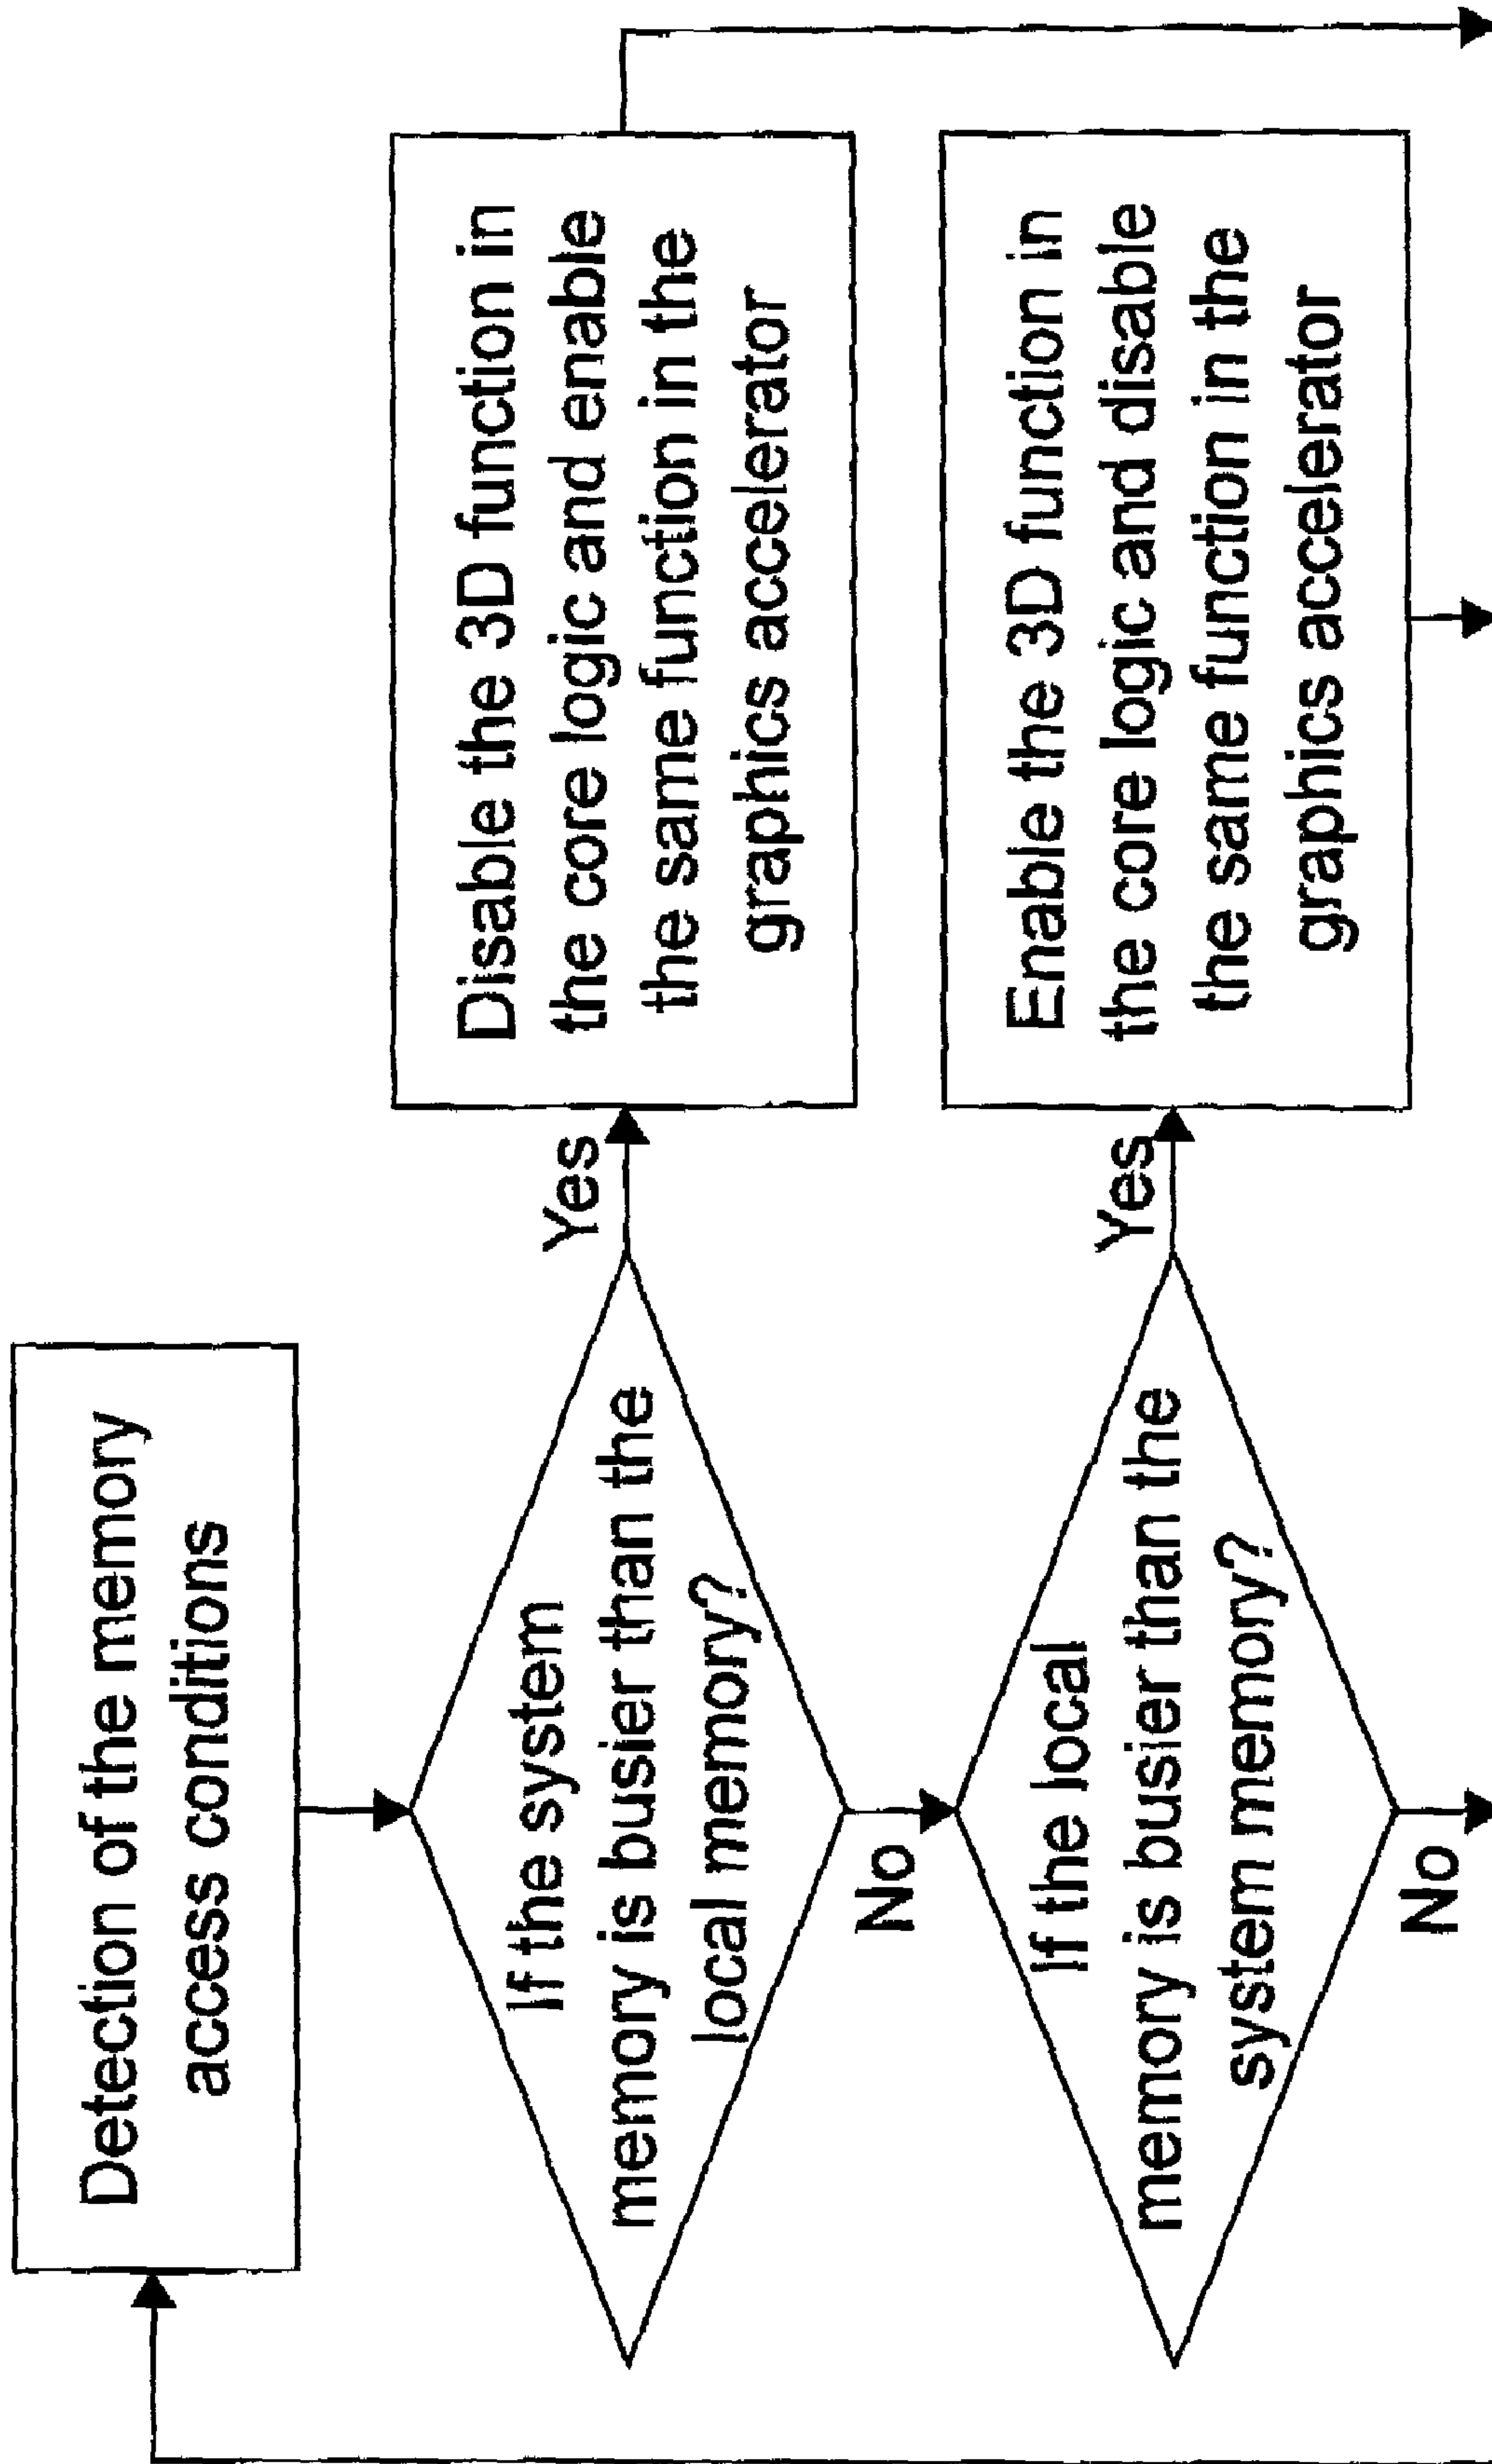 Detection of the memory
access conditions
If the system
memory is busier than the
local memory?
Yes
Disable the 3D function in
the core logic and enable
the same function in the
graphics accelerator
No
If the local
memory is busier than the
system memory?
Yes
Enable the 3D function in
the core logic and disable
the same function in the
graphics accelerator
No